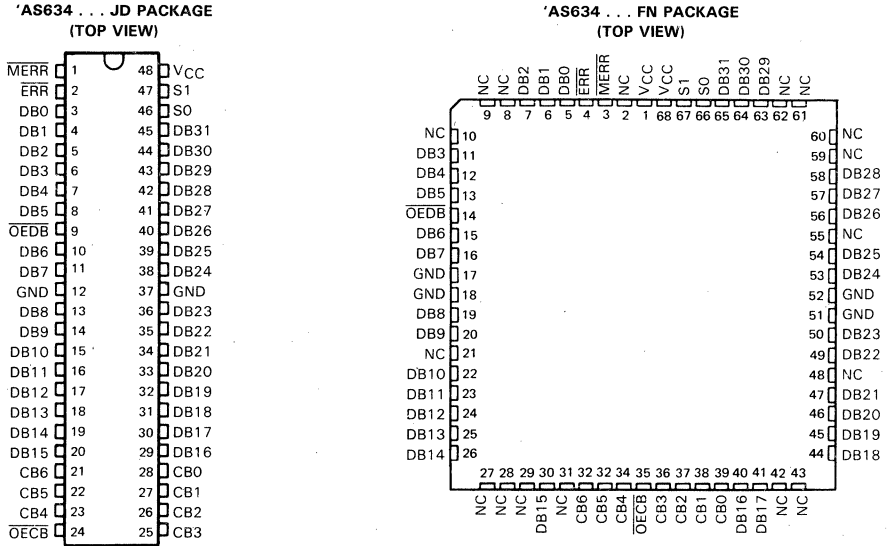 'AS634 . . . JD PACKAGE
(TOP VIEW)
MERR 1 48 VCC
ERR 2 47 S1
DB0 3 46 S0
DB1 4 45 DB31
DB2 5 44 DB30
DB3 6 43 DB29
DB4 7 42 DB28
DB5 8 41 DB27
OEDB 9 40 DB26
DB6 10 39 DB25
DB7 11 38 DB24
GND 12 37 GND
DB8 13 36 DB23
DB9 14 35 DB22
DB10 15 34 DB21
DB11 16 33 DB20
DB12 17 32 DB19
DB13 18 31 DB18
DB14 19 30 DB17
DB15 20 29 DB16
CB6 21 28 CB0
CB5 22 27 CB1
CB4 23 26 CB2
OECB 24 25 CB3
'AS634 . . . FN PACKAGE
(TOP VIEW)
NC NC DB2 DB1 DB0 ERR MERR NC VCC VCC S1 S0 DB31 DB30 DB29 NC NC
9 8 7 6 5 4 3 2 1 68 67 66 65 64 63 62 61
NC 10 60 NC
DB3 11 59 NC
DB4 12 58 DB28
DB5 13 57 DB27
OEDB 14 56 DB26
DB6 15 55 NC
DB7 16 54 DB25
GND 17 53 DB24
GND 18 52 GND
DB8 19 51 GND
DB9 20 50 DB23
NC 21 49 DB22
DB10 22 48 NC
DB11 23 47 DB21
DB12 24 46 DB20
DB13 25 45 DB19
DB14 26 44 DB18
27 28 29 30 31 32 32 34 35 36 37 38 39 40 41 42 43
NC NC NC DB15 NC CB6 CB5 CB4 OECB CB3 CB2 CB1 CB0 DB16 DB17 NC NC